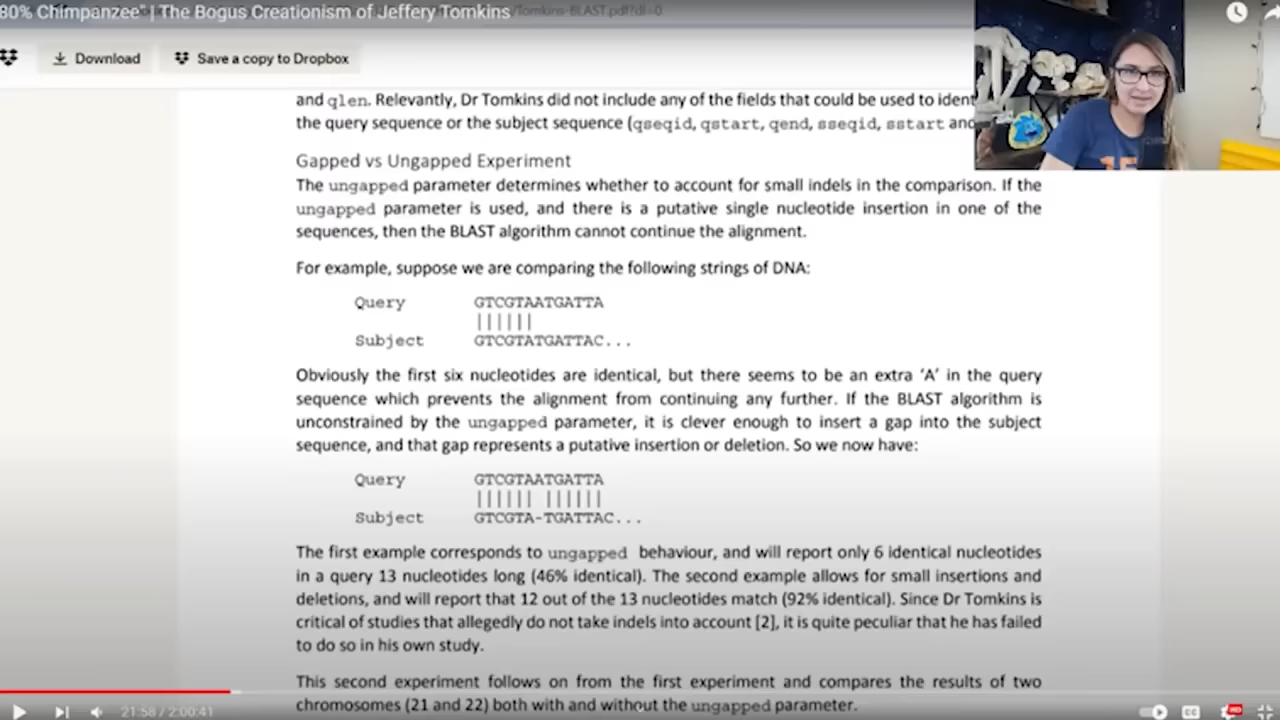 80% Chimpanzee" | The Bogus Creationism of Jeffery Tomkins
/Tomkins-BLAST.pdf?dl=0
Download
Save a copy to Dropbox
and qlen. Relevantly, Dr Tomkins did not include any of the fields that could be used to ident
the query sequence or the subject sequence (qseqid, qstart, qend, sseqid, sstart and
Gapped vs Ungapped Experiment
The ungapped parameter determines whether to account for small indels in the comparison. If the
ungapped parameter is used, and there is a putative single nucleotide insertion in one of the
sequences, then the BLAST algorithm cannot continue the alignment.
For example, suppose we are comparing the following strings of DNA:
Query GTCGTAATGATTA
||||||
Subject GTCGTATGATTAC...
Obviously the first six nucleotides are identical, but there seems to be an extra 'A' in the query
sequence which prevents the alignment from continuing any further. If the BLAST algorithm is
unconstrained by the ungapped parameter, it is clever enough to insert a gap into the subject
sequence, and that gap represents a putative insertion or deletion. So we now have:
Query GTCGTAATGATTA
|||||| ||||||
Subject GTCGTA-TGATTAC...
The first example corresponds to ungapped behaviour, and will report only 6 identical nucleotides
in a query 13 nucleotides long (46% identical). The second example allows for small insertions and
deletions, and will report that 12 out of the 13 nucleotides match (92% identical). Since Dr Tomkins is
critical of studies that allegedly do not take indels into account [2], it is quite peculiar that he has failed
to do so in his own study.
This second experiment follows on from the first experiment and compares the results of two
chromosomes (21 and 22) both with and without the ungapped parameter.
21:58 / 2:00:41
CC
HD